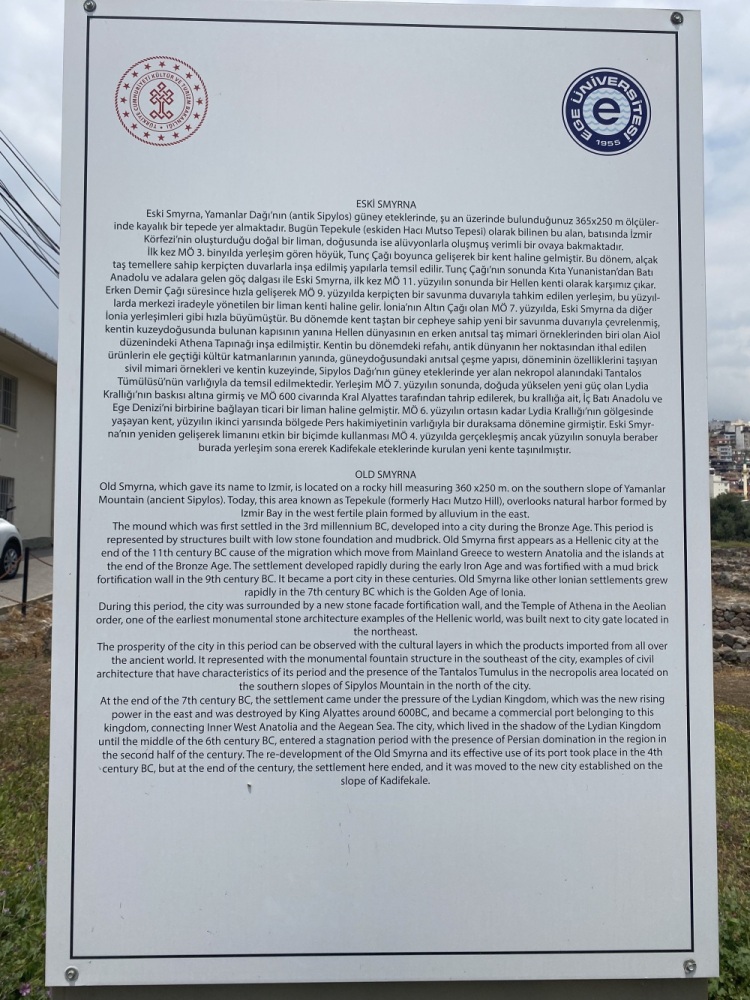 TÜRKİYE CUMHURİYETİ KÜLTÜR VE TURİZM BAKANLIĞI
EGE ÜNİVERSİTESİ
e
1955
ESKİ SMYRNA
Eski Smyrna, Yamanlar Dağı'nın (antik Sipylos) güney eteklerinde, şu an üzerinde bulunduğunuz 365x250 m ölçüler-
inde kayalık bir tepede yer almaktadır. Bugün Tepekule (eskiden Hacı Mutso Tepesi) olarak bilinen bu alan, batısında İzmir
Körfezi'nin oluşturduğu doğal bir liman, doğusunda ise alüvyonlarla oluşmuş verimli bir ovaya bakmaktadır.
İlk kez MÖ 3. binyılda yerleşim gören höyük, Tunç Çağı boyunca gelişerek bir kent haline gelmiştir. Bu dönem, alçak
taş temellere sahip kerpiçten duvarlarla inşa edilmiş yapılarla temsil edilir. Tunç Çağı'nın sonunda Kıta Yunanistan'dan Batı
Anadolu ve adalara gelen göç dalgası ile Eski Smyrna, ilk kez MÖ 11. yüzyılın sonunda bir Hellen kenti olarak karşımız çıkar.
Erken Demir Çağı süresince hızla gelişerek MÖ 9. yüzyılda kerpiçten bir savunma duvarıyla tahkim edilen yerleşim, bu yüzyıl-
larda merkezi iradeyle yönetilen bir liman kenti haline gelir. İonia'nın Altın Çağı olan MÖ 7. yüzyılda, Eski Smyrna da diğer
İonia yerleşimleri gibi hızla büyümüştür. Bu dönemde kent taştan bir cepheye sahip yeni bir savunma duvarıyla çevrelenmiş,
kentin kuzeydoğusunda bulunan kapısının yanına Hellen dünyasının en erken anıtsal taş mimari örneklerinden biri olan Aiol
düzenindeki Athena Tapınağı inşa edilmiştir. Kentin bu dönemdeki refahı, antik dünyanın her noktasından ithal edilen
ürünlerin ele geçtiği kültür katmanlarının yanında, güneydoğusundaki anıtsal çeşme yapısı, döneminin özelliklerini taşıyan
sivil mimari örnekleri ve kentin kuzeyinde, Sipylos Dağı'nın güney eteklerinde yer alan nekropol alanındaki Tantalos
Tümülüsü'nün varlığıyla da temsil edilmektedir. Yerleşim MÖ 7. yüzyılın sonunda, doğuda yükselen yeni güç olan Lydia
Krallığı'nın baskısı altına girmiş ve MÖ 600 civarında Kral Alyattes tarafından tahrip edilerek, bu krallığa ait, İç Batı Anadolu ve
Ege Denizi'ni birbirine bağlayan ticari bir liman haline gelmiştir. MÖ 6. yüzyılın ortasın kadar Lydia Krallığı'nın gölgesinde
yaşayan kent, yüzyılın ikinci yarısında bölgede Pers hakimiyetinin varlığıyla bir duraksama dönemine girmiştir. Eski Smyr-
na'nın yeniden gelişerek limanını etkin bir biçimde kullanması MÖ 4. yüzyılda gerçekleşmiş ancak yüzyılın sonuyla beraber
burada yerleşim sona ererek Kadifekale eteklerinde kurulan yeni kente taşınılmıştır.
OLD SMYRNA
Old Smyrna, which gave its name to Izmir, is located on a rocky hill measuring 360 x250 m. on the southern slope of Yamanlar
Mountain (ancient Sipylos). Today, this area known as Tepekule (formerly Hacı Mutzo Hill), overlooks natural harbor formed by
Izmir Bay in the west fertile plain formed by alluvium in the east.
The mound which was first settled in the 3rd millennium BC, developed into a city during the Bronze Age. This period is
represented by structures built with low stone foundation and mudbrick. Old Smyrna first appears as a Hellenic city at the
end of the 11th century BC cause of the migration which move from Mainland Greece to western Anatolia and the islands at
the end of the Bronze Age. The settlement developed rapidly during the early Iron Age and was fortified with a mud brick
fortification wall in the 9th century BC. It became a port city in these centuries. Old Smyrna like other Ionian settlements grew
rapidly in the 7th century BC which is the Golden Age of Ionia.
During this period, the city was surrounded by a new stone facade fortification wall, and the Temple of Athena in the Aeolian
order, one of the earliest monumental stone architecture examples of the Hellenic world, was built next to city gate located in
the northeast.
The prosperity of the city in this period can be observed with the cultural layers in which the products imported from all over
the ancient world. It represented with the monumental fountain structure in the southeast of the city, examples of civil
architecture that have characteristics of its period and the presence of the Tantalos Tumulus in the necropolis area located on
the southern slopes of Sipylos Mountain in the north of the city.
At the end of the 7th century BC, the settlement came under the pressure of the Lydian Kingdom, which was the new rising
power in the east and was destroyed by King Alyattes around 600BC, and became a commercial port belonging to this
kingdom, connecting Inner West Anatolia and the Aegean Sea. The city, which lived in the shadow of the Lydian Kingdom
until the middle of the 6th century BC, entered a stagnation period with the presence of Persian domination in the region in
the second half of the century. The re-development of the Old Smyrna and its effective use of its port took place in the 4th
century BC, but at the end of the century, the settlement here ended, and it was moved to the new city established on the
slope of Kadifekale.